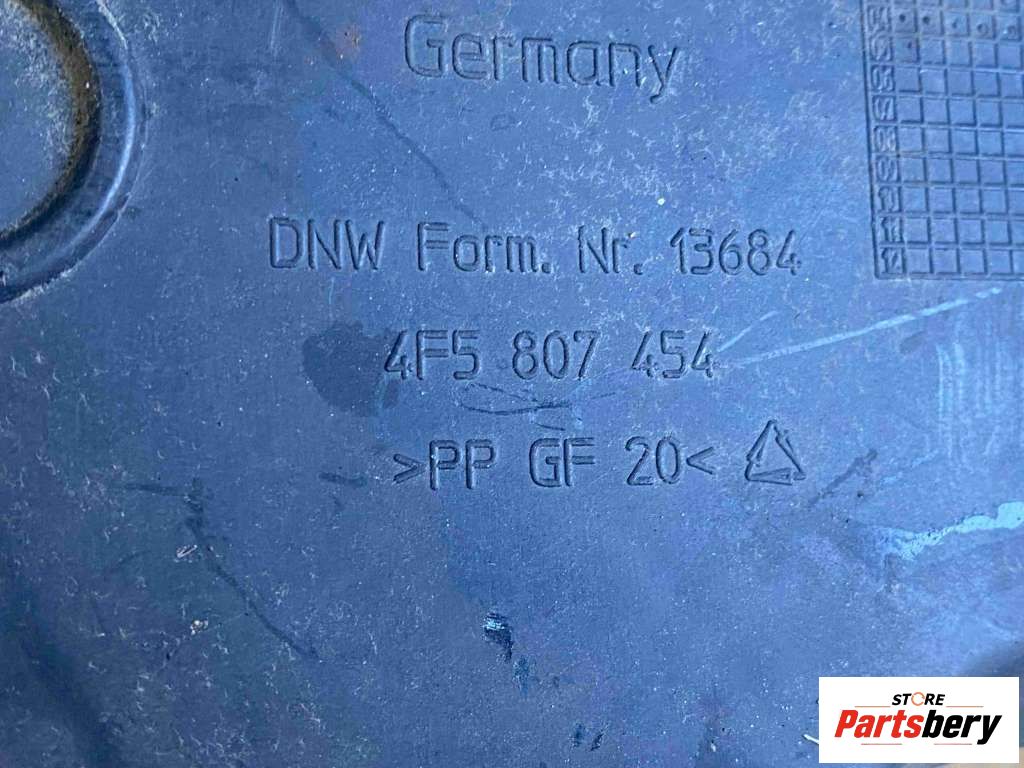 Germany
DNW Form. Nr. 13684
4F5 807 454
>PP GF 20<
STORE
Partsbery